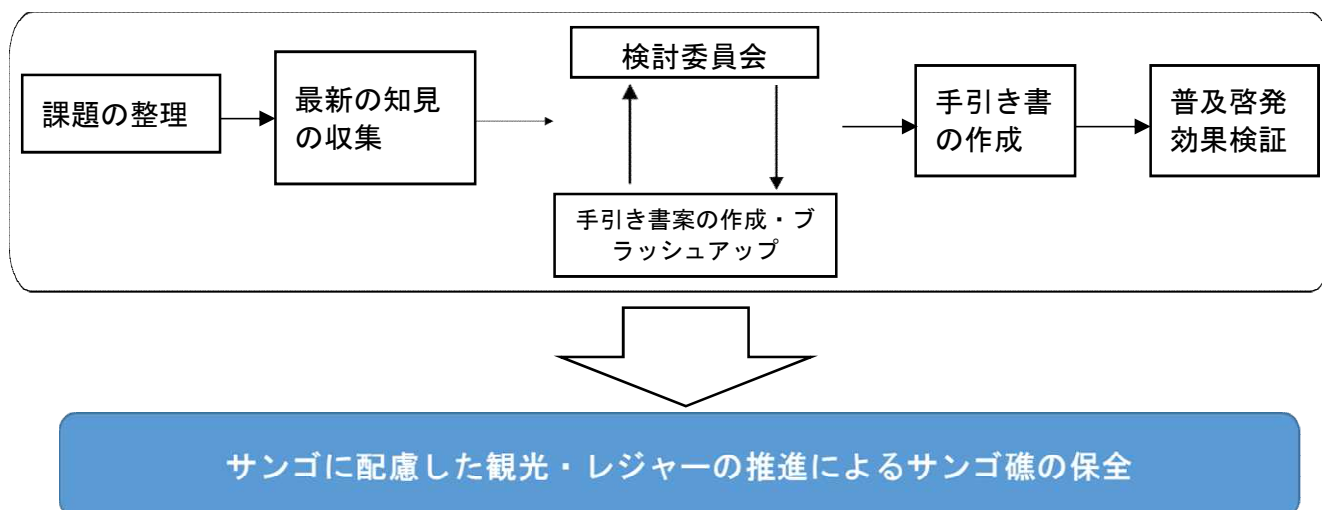 課題の整理
最新の知見
の収集
検討委員会
手引き書案の作成・ブ
ラッシュアップ
手引き書
の作成
普及啓発
効果検証
サンゴに配慮した観光・レジャーの推進によるサンゴ礁の保全